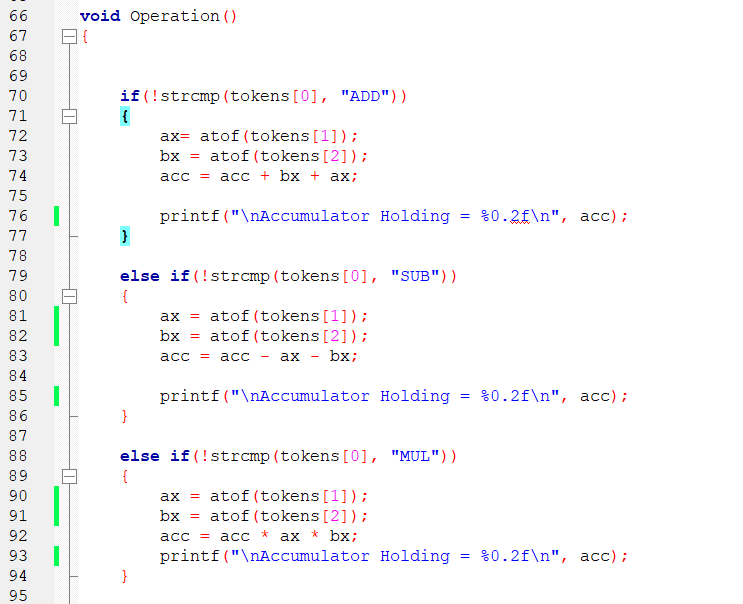 66 void Operation()
67 {
68
69
70 if(!strcmp(tokens[0], "ADD"))
71 {
72 ax= atof(tokens[1]);
73 bx = atof(tokens[2]);
74 acc = acc + bx + ax;
75
76 printf("\nAccumulator Holding = %0.2f\n", acc);
77 }
78
79 else if(!strcmp(tokens[0], "SUB"))
80 {
81 ax = atof(tokens[1]);
82 bx = atof(tokens[2]);
83 acc = acc - ax - bx;
84
85 printf("\nAccumulator Holding = %0.2f\n", acc);
86 }
87
88 else if(!strcmp(tokens[0], "MUL"))
89 {
90 ax = atof(tokens[1]);
91 bx = atof(tokens[2]);
92 acc = acc * ax * bx;
93 printf("\nAccumulator Holding = %0.2f\n", acc);
94 }
95